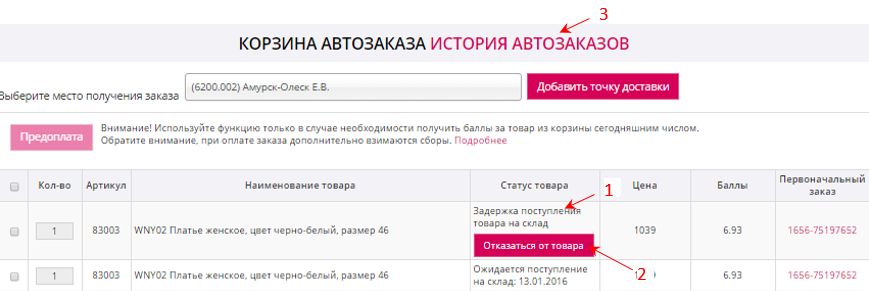 3
КОРЗИНА АВТОЗАКАЗА ИСТОРИЯ АВТОЗАКАЗОВ
Выберите место получения заказа (6200.002) Амурск-Олеск Е.В. Добавить точку доставки
Предоплата
Внимание! Используйте функцию только в случае необходимости получить баллы за товар из корзины сегодняшним числом.
Обратите внимание, при оплате заказа дополнительно взимаются сборы. Подробнее
Кол-во Артикул Наименование товара Статус товара Цена Баллы Первоначальный заказ
1
1 83003 WNY02 Платье женское, цвет черно-белый, размер 46 Задержка поступления товара на склад 1039 6.93 1656-75197652
Отказаться от товара
2
1 83003 WNY02 Платье женское, цвет черно-белый, размер 46 Ожидается поступление на склад: 13.01.2016 6.93 1656-75197652